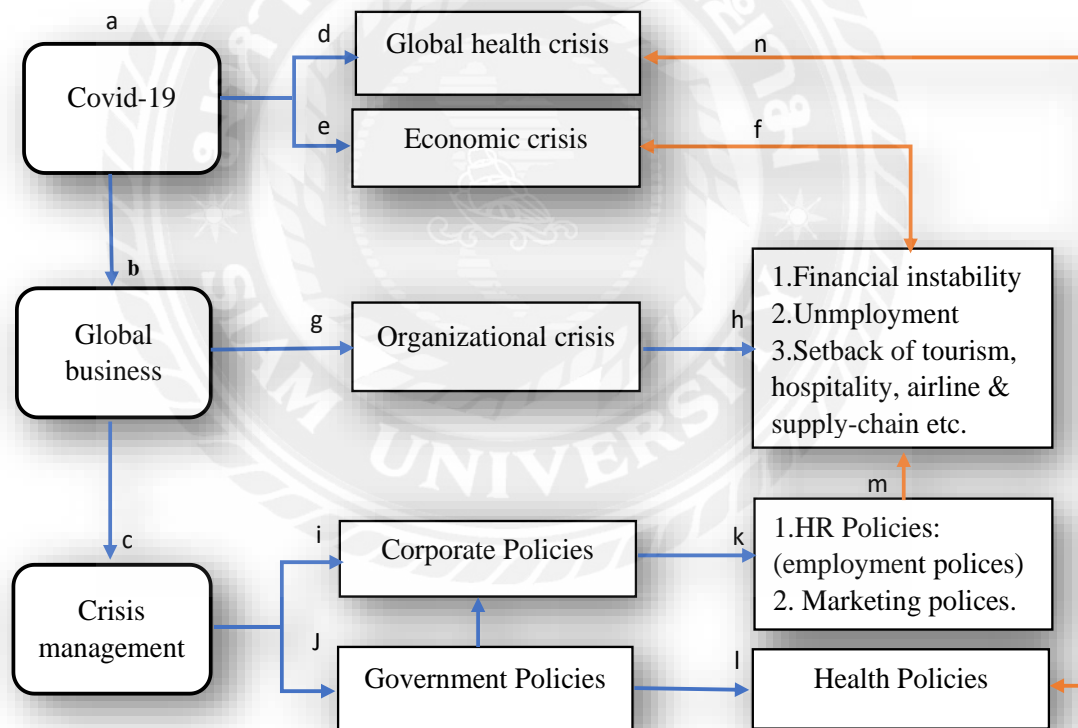 a
d
Global health crisis
n
Covid-19
e
Economic crisis
f
b
Global
business
g
Organizational crisis
h
1.Financial instability
2.Unmployment
3.Setback of tourism,
hospitality, airline &
supply-chain etc.
m
c
i
Corporate Policies
k
1.HR Policies:
(employment polices)
2. Marketing polices.
Crisis
management
J
Government Policies
l
Health Policies
SIAM UNIVERSITY